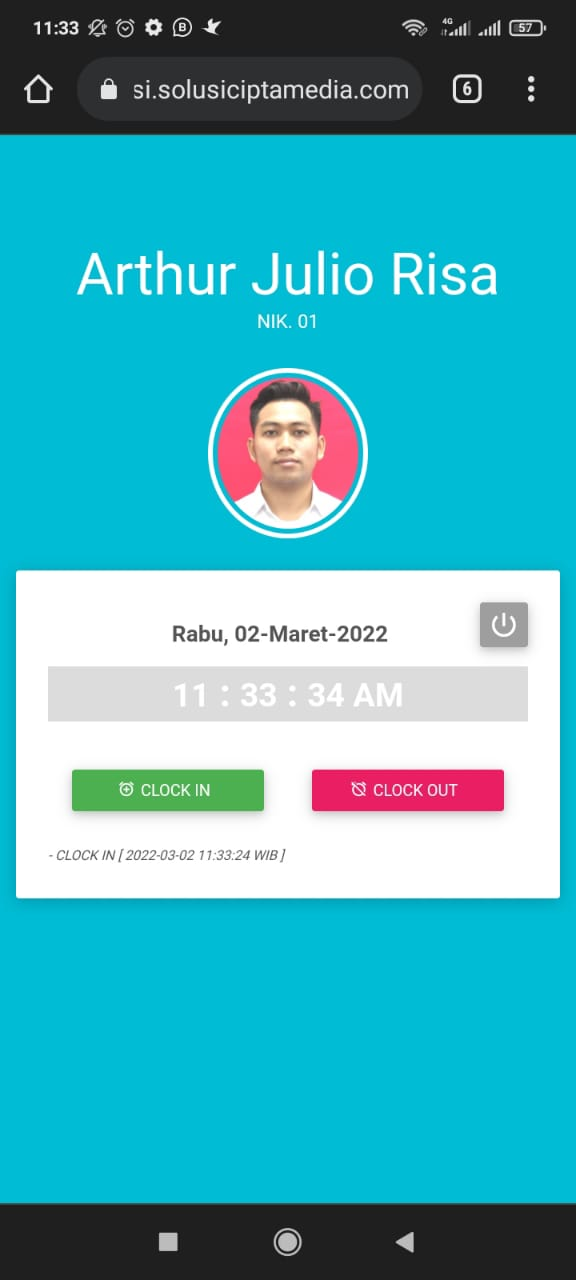 11:33 B 4G 57
si.solusiciptamedia.com 6
Arthur Julio Risa
NIK. 01
Rabu, 02-Maret-2022
11 : 33 : 34 AM
CLOCK IN CLOCK OUT
- CLOCK IN [ 2022-03-02 11:33:24 WIB ]